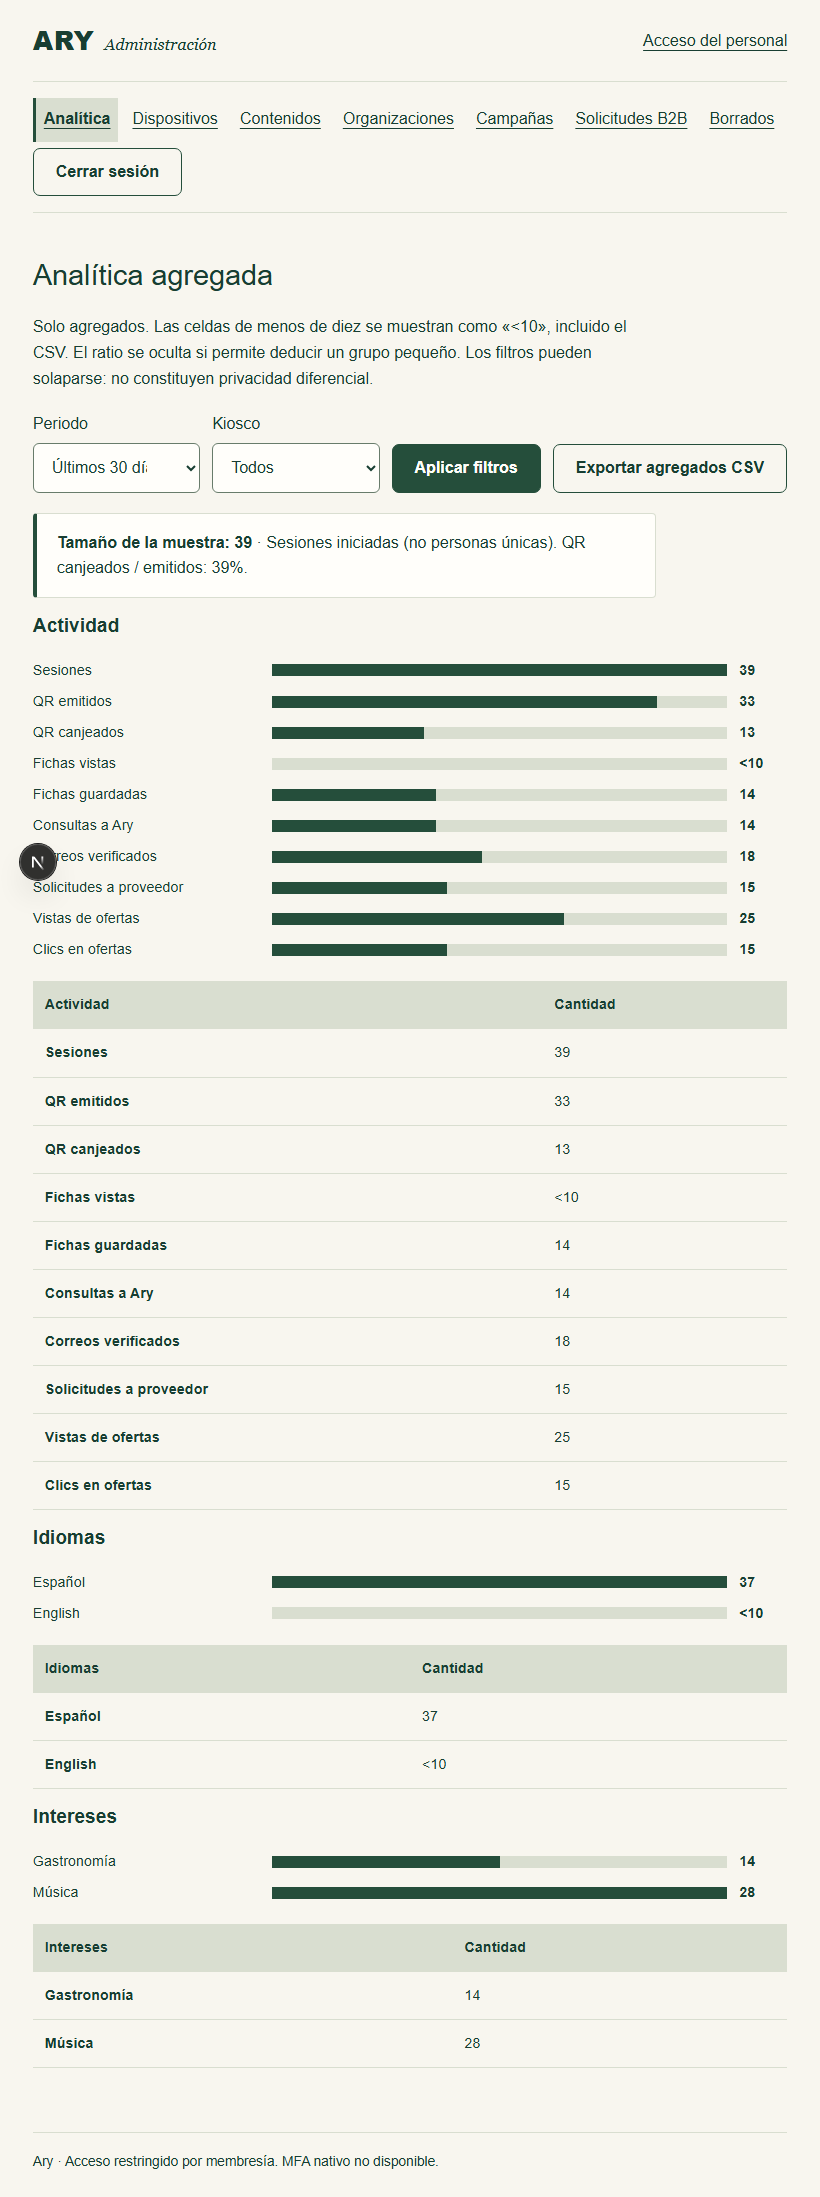 ARY Administración
Acceso del personal
Analítica Dispositivos Contenidos Organizaciones Campañas Solicitudes B2B Borrados
Cerrar sesión
Analítica agregada
Solo agregados. Las celdas de menos de diez se muestran como «<10», incluido el
CSV. El ratio se oculta si permite deducir un grupo pequeño. Los filtros pueden
solaparse: no constituyen privacidad diferencial.
Periodo Kiosco
Últimos 30 dí Todos Aplicar filtros Exportar agregados CSV
Tamaño de la muestra: 39 · Sesiones iniciadas (no personas únicas). QR
canjeados / emitidos: 39%.
Actividad
Sesiones 39
QR emitidos 33
QR canjeados 13
Fichas vistas <10
Fichas guardadas 14
Consultas a Ary 14
N reos verificados 18
Solicitudes a proveedor 15
Vistas de ofertas 25
Clics en ofertas 15
Actividad Cantidad
Sesiones 39
QR emitidos 33
QR canjeados 13
Fichas vistas <10
Fichas guardadas 14
Consultas a Ary 14
Correos verificados 18
Solicitudes a proveedor 15
Vistas de ofertas 25
Clics en ofertas 15
Idiomas
Español 37
English <10
Idiomas Cantidad
Español 37
English <10
Intereses
Gastronomía 14
Música 28
Intereses Cantidad
Gastronomía 14
Música 28
Ary · Acceso restringido por membresía. MFA nativo no disponible.